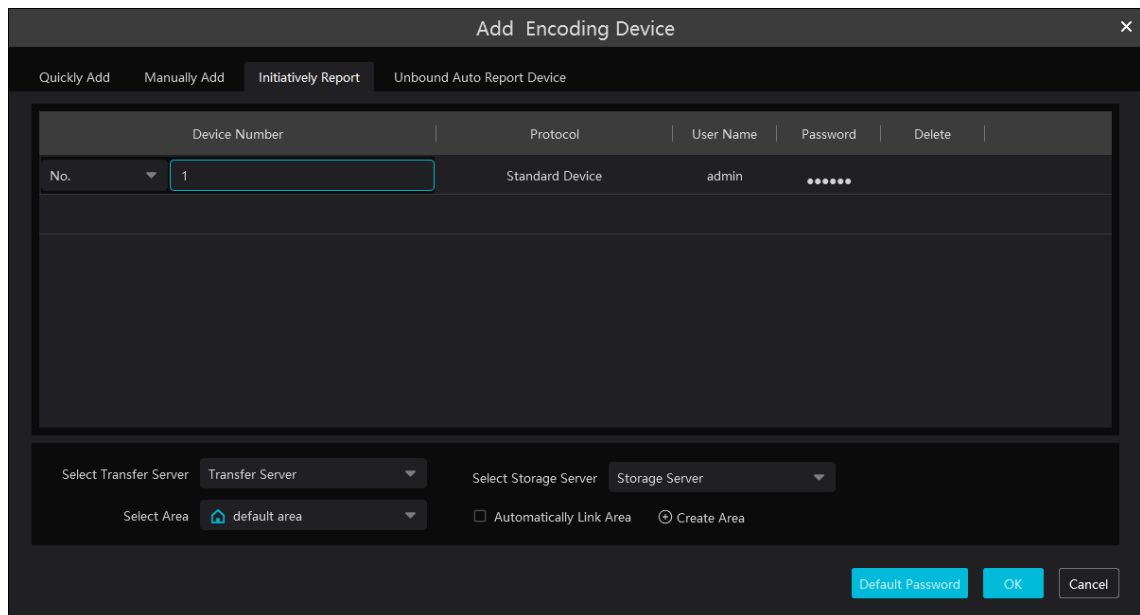 Add Encoding Device
Quickly Add Manually Add Initiatively Report Unbound Auto Report Device
Device Number Protocol User Name Password Delete
No. 1 Standard Device admin ●●●●●●
Select Transfer Server Transfer Server Select Storage Server Storage Server
Select Area default area Automatically Link Area Create Area
Default Password OK Cancel